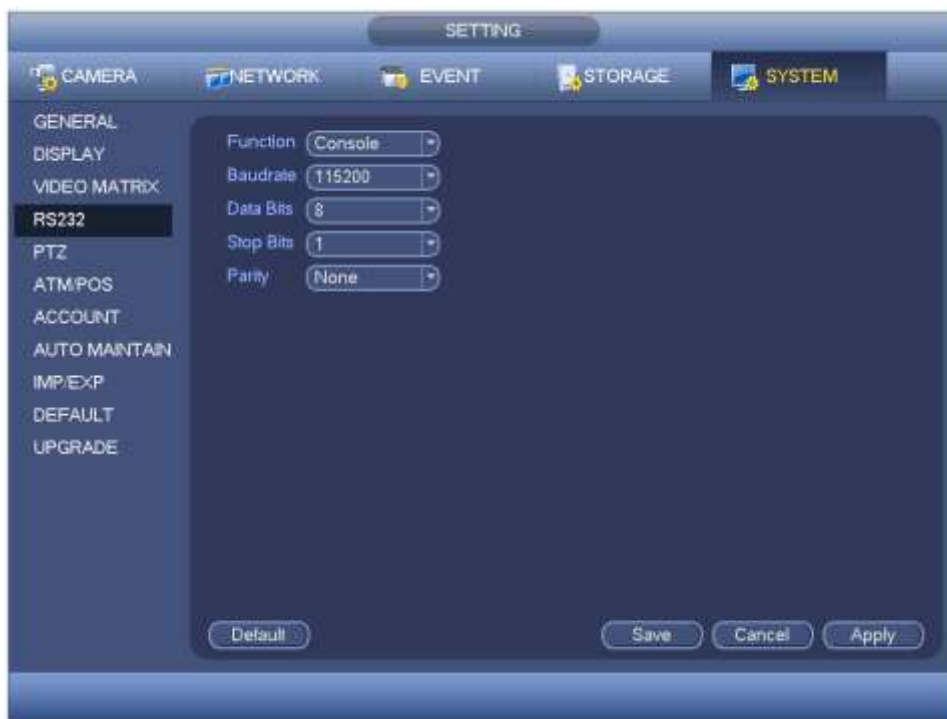 SETTING
CAMERA NETWORK EVENT STORAGE SYSTEM
GENERAL
DISPLAY
VIDEO MATRIX
RS232
PTZ
ATM/POS
ACCOUNT
AUTO MAINTAIN
IMP/EXP
DEFAULT
UPGRADE
Function Console
Baudrate 115200
Data Bits 8
Stop Bits 1
Parity None
Default Save Cancel Apply